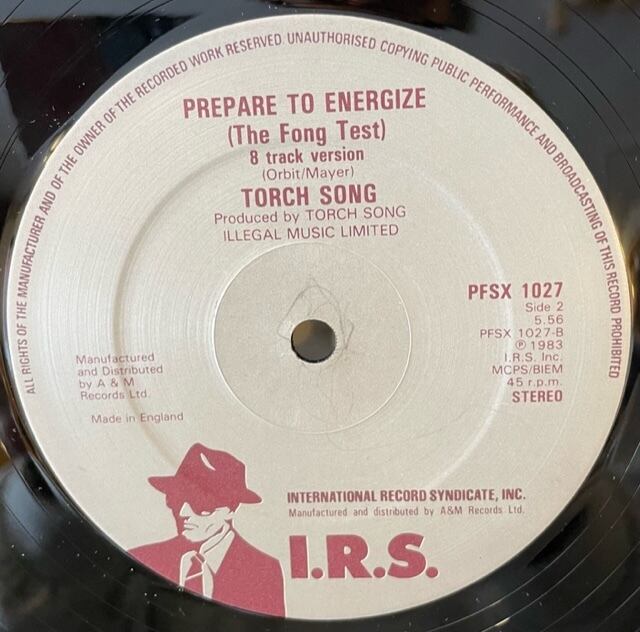 ALL RIGHTS OF THE MANUFACTURER AND OF THE OWNER OF THE RECORDED WORK RESERVED UNAUTHORISED COPYING PUBLIC PERFORMANCE AND BROADCASTING OF THIS RECORD PROHIBITED
PREPARE TO ENERGIZE
(The Fong Test)
8 track version
(Orbit/Mayer)
TORCH SONG
Produced by TORCH SONG
ILLEGAL MUSIC LIMITED
PFSX 1027
Side 2
5.56
PFSX 1027-B
℗ 1983
I.R.S. Inc.
MCPS/BIEM
45 r.p.m.
STEREO
Manufactured
and Distributed
by A & M
Records Ltd.
Made in England
INTERNATIONAL RECORD SYNDICATE, INC.
Manufactured and distributed by A&M Records Ltd.
I.R.S.